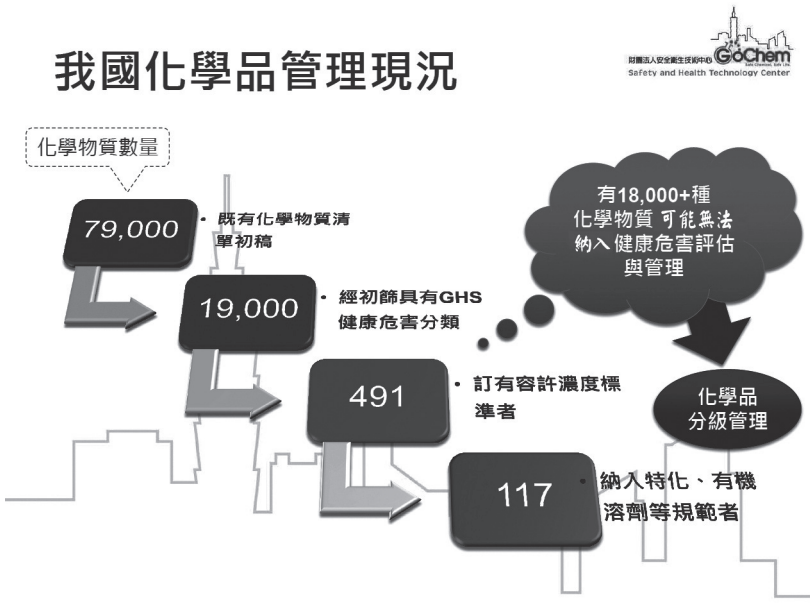 我國化學品管理現況
財團法人安全衛生技術中心
GoChem
Safe Chemical, Safe Life
Safety and Health Technology Center
化學物質數量
79,000
• 既有化學物質清
單初稿
19,000
• 經初篩具有GHS
健康危害分類
491
• 訂有容許濃度標
準者
117
• 納入特化、有機
溶劑等規範者
有18,000+種
化學物質 可能無法
納入健康危害評估
與管理
化學品
分級管理